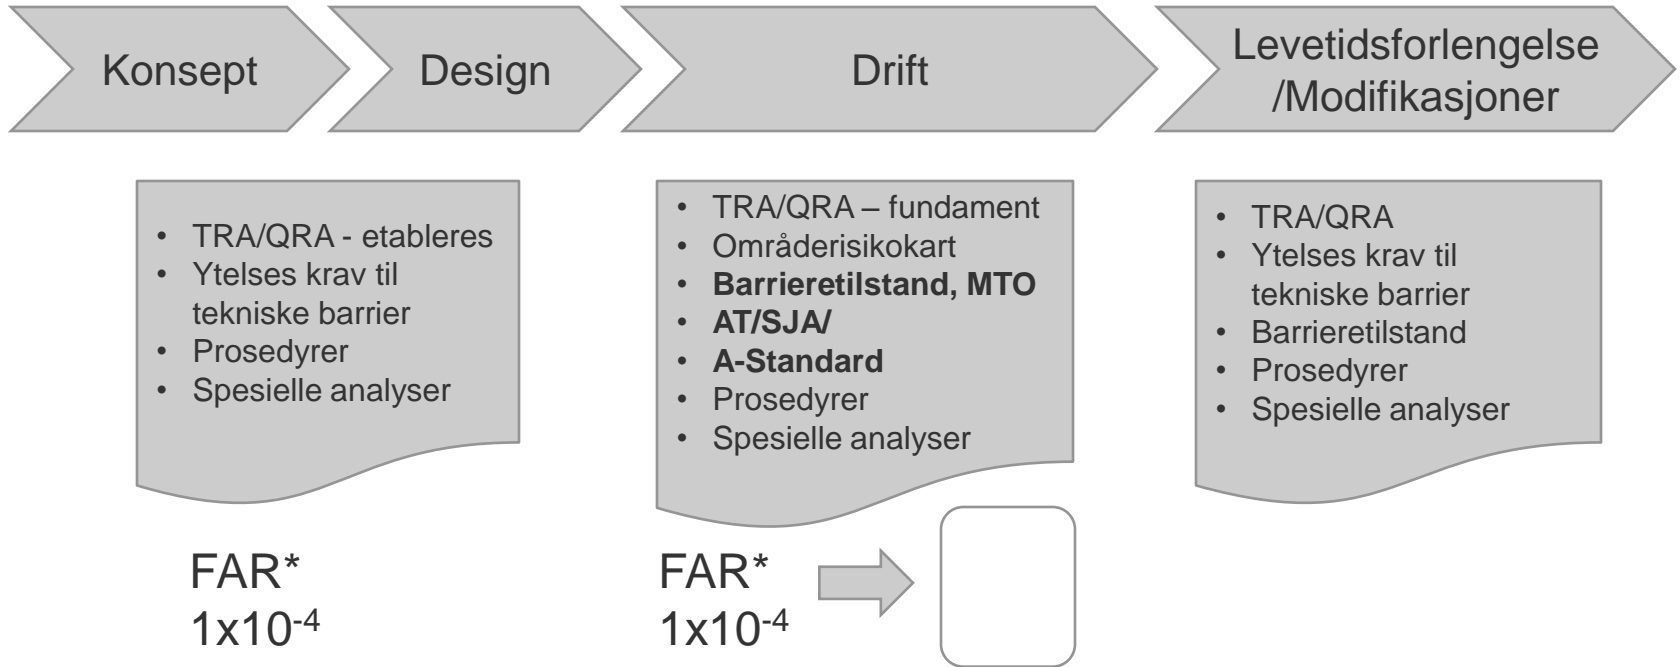 Konsept
Design
Drift
Levetidsforlengelse
/Modifikasjoner
• TRA/QRA - etableres
• Ytelses krav til
tekniske barrier
• Prosedyrer
• Spesielle analyser
• TRA/QRA – fundament
• Områderisikokart
• Barrieretilstand, MTO
• AT/SJA/
• A-Standard
• Prosedyrer
• Spesielle analyser
• TRA/QRA
• Ytelses krav til
tekniske barrier
• Barrieretilstand
• Prosedyrer
• Spesielle analyser
FAR*
1x10⁻⁴
FAR*
1x10⁻⁴